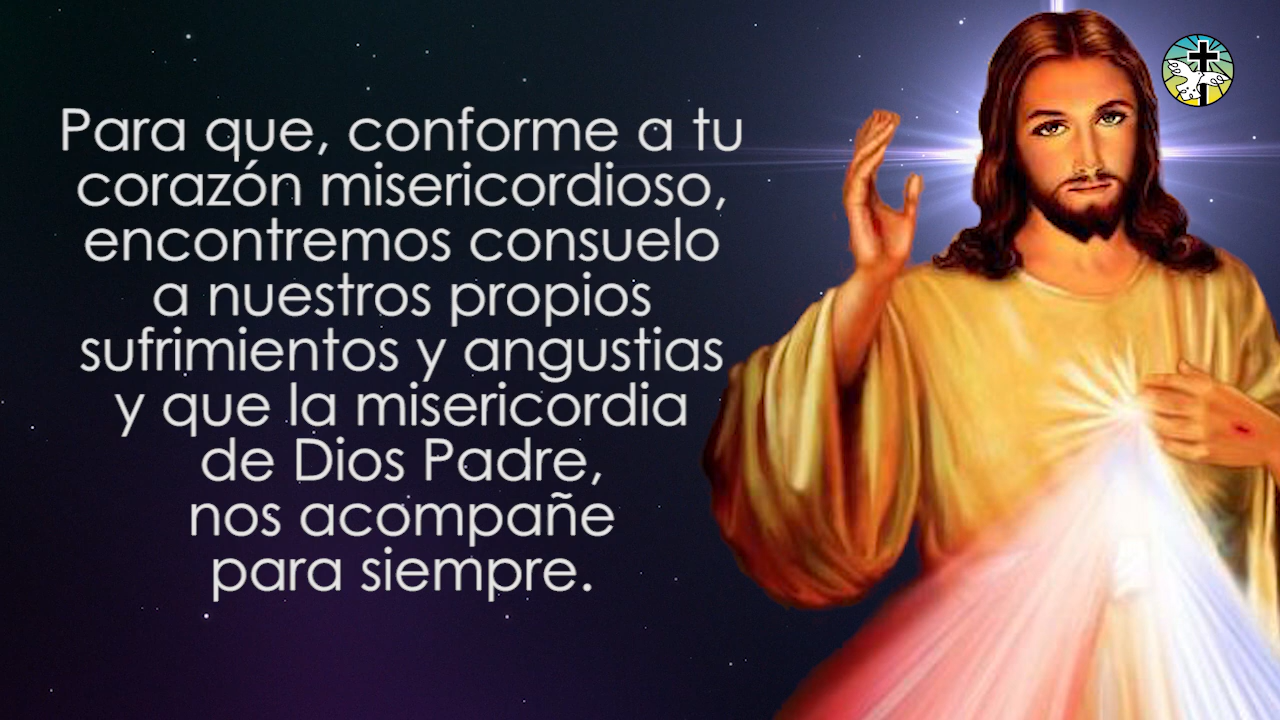 Para que, conforme a tu
corazón misericordioso,
encontremos consuelo
a nuestros propios
sufrimientos y angustias
y que la misericordia
de Dios Padre,
nos acompañe
para siempre.